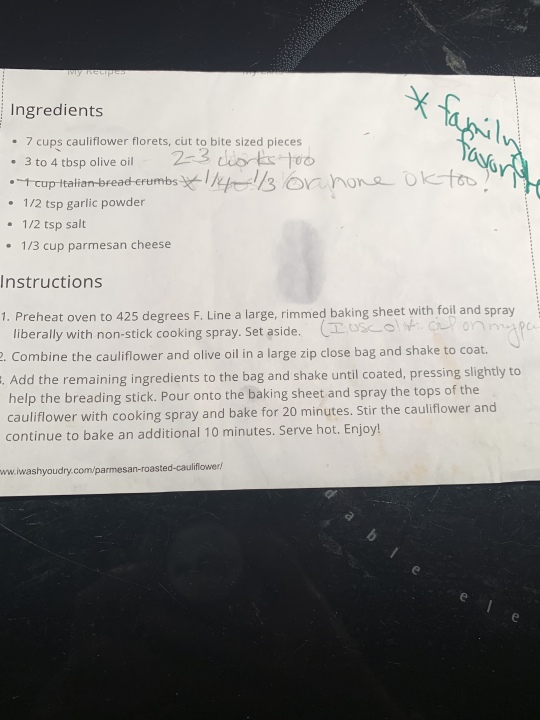 My Recipes
Ingredients
* family
favorite
• 7 cups cauliflower florets, cut to bite sized pieces
• 3 to 4 tbsp olive oil 2-3 works too
• 1 cup Italian bread crumbs * 1/4 - 1/3 or none ok too!
• 1/2 tsp garlic powder
• 1/2 tsp salt
• 1/3 cup parmesan cheese
Instructions
1. Preheat oven to 425 degrees F. Line a large, rimmed baking sheet with foil and spray
liberally with non-stick cooking spray. Set aside. (I use olive oil on my pa
2. Combine the cauliflower and olive oil in a large zip close bag and shake to coat.
3. Add the remaining ingredients to the bag and shake until coated, pressing slightly to
help the breading stick. Pour onto the baking sheet and spray the tops of the
cauliflower with cooking spray and bake for 20 minutes. Stir the cauliflower and
continue to bake an additional 10 minutes. Serve hot. Enjoy!
ww.iwashyoudry.com/parmesan-roasted-cauliflower/
dable ele